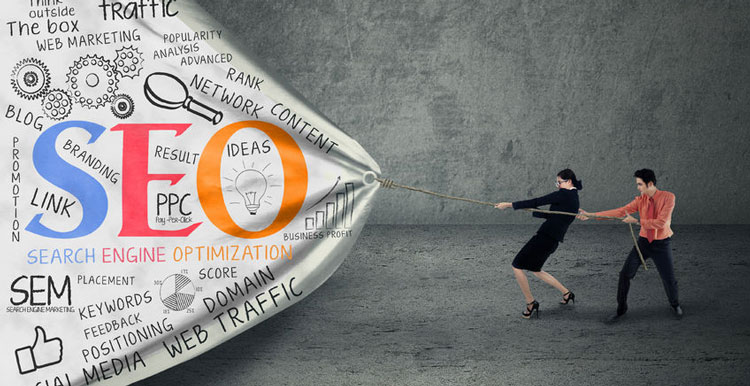 Think
outside
The box
traffic
WEB MARKETING
POPULARITY
ANALYSIS
ADVANCED
RANK
NETWORK
CONTENT
BLOG
SEO
PROMOTION
BRANDING
RESULT
IDEAS
LINK
PPC
Pay-Per-Click
BUSINESS PROFIT
SEARCH ENGINE OPTIMIZATION
SEM
SEARCH ENGINE MARKETING
PLACEMENT
SCORE
KEYWORDS
DOMAIN
FEEDBACK
POSITIONING
WEB TRAFFIC
MEDIA